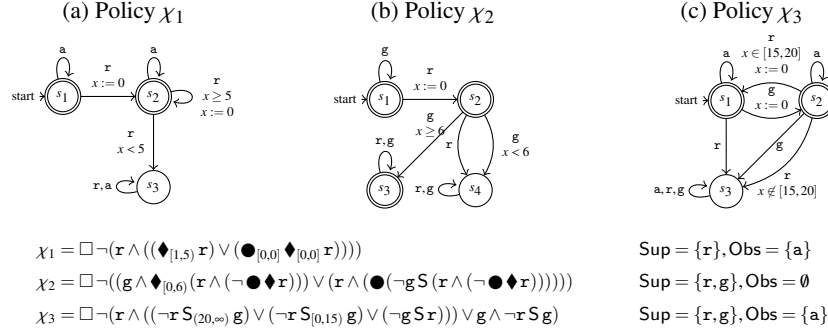 (a) Policy χ1 (b) Policy χ2 (c) Policy χ3
a
a
r
x := 0
r
x ≥ 5
x := 0
start
s1
s2
r
x < 5
r,a
s3
g
r
x := 0
start
s1
s2
g
x ≥ 6
r
g
x < 6
r,g
r,g
s3
s4
r
x ∈ [15,20]
x := 0
a
a
g
x := 0
start
s1
s2
r
g
r
x ∉ [15,20]
a,r,g
s3
χ1 = □ ¬(r ∧ ((♦[1,5) r) ∨ (●[0,0] ♦[0,0] r)))) Sup = {r}, Obs = {a}
χ2 = □ ¬((g ∧ ♦[0,6) (r ∧ (¬ ● ♦ r))) ∨ (r ∧ (●(¬g S (r ∧ (¬ ● ♦ r)))))) Sup = {r,g}, Obs = ∅
χ3 = □ ¬(r ∧ ((¬r S(20,∞) g) ∨ (¬r S[0,15) g) ∨ (¬g S r))) ∨ g ∧ ¬r S g) Sup = {r,g}, Obs = {a}